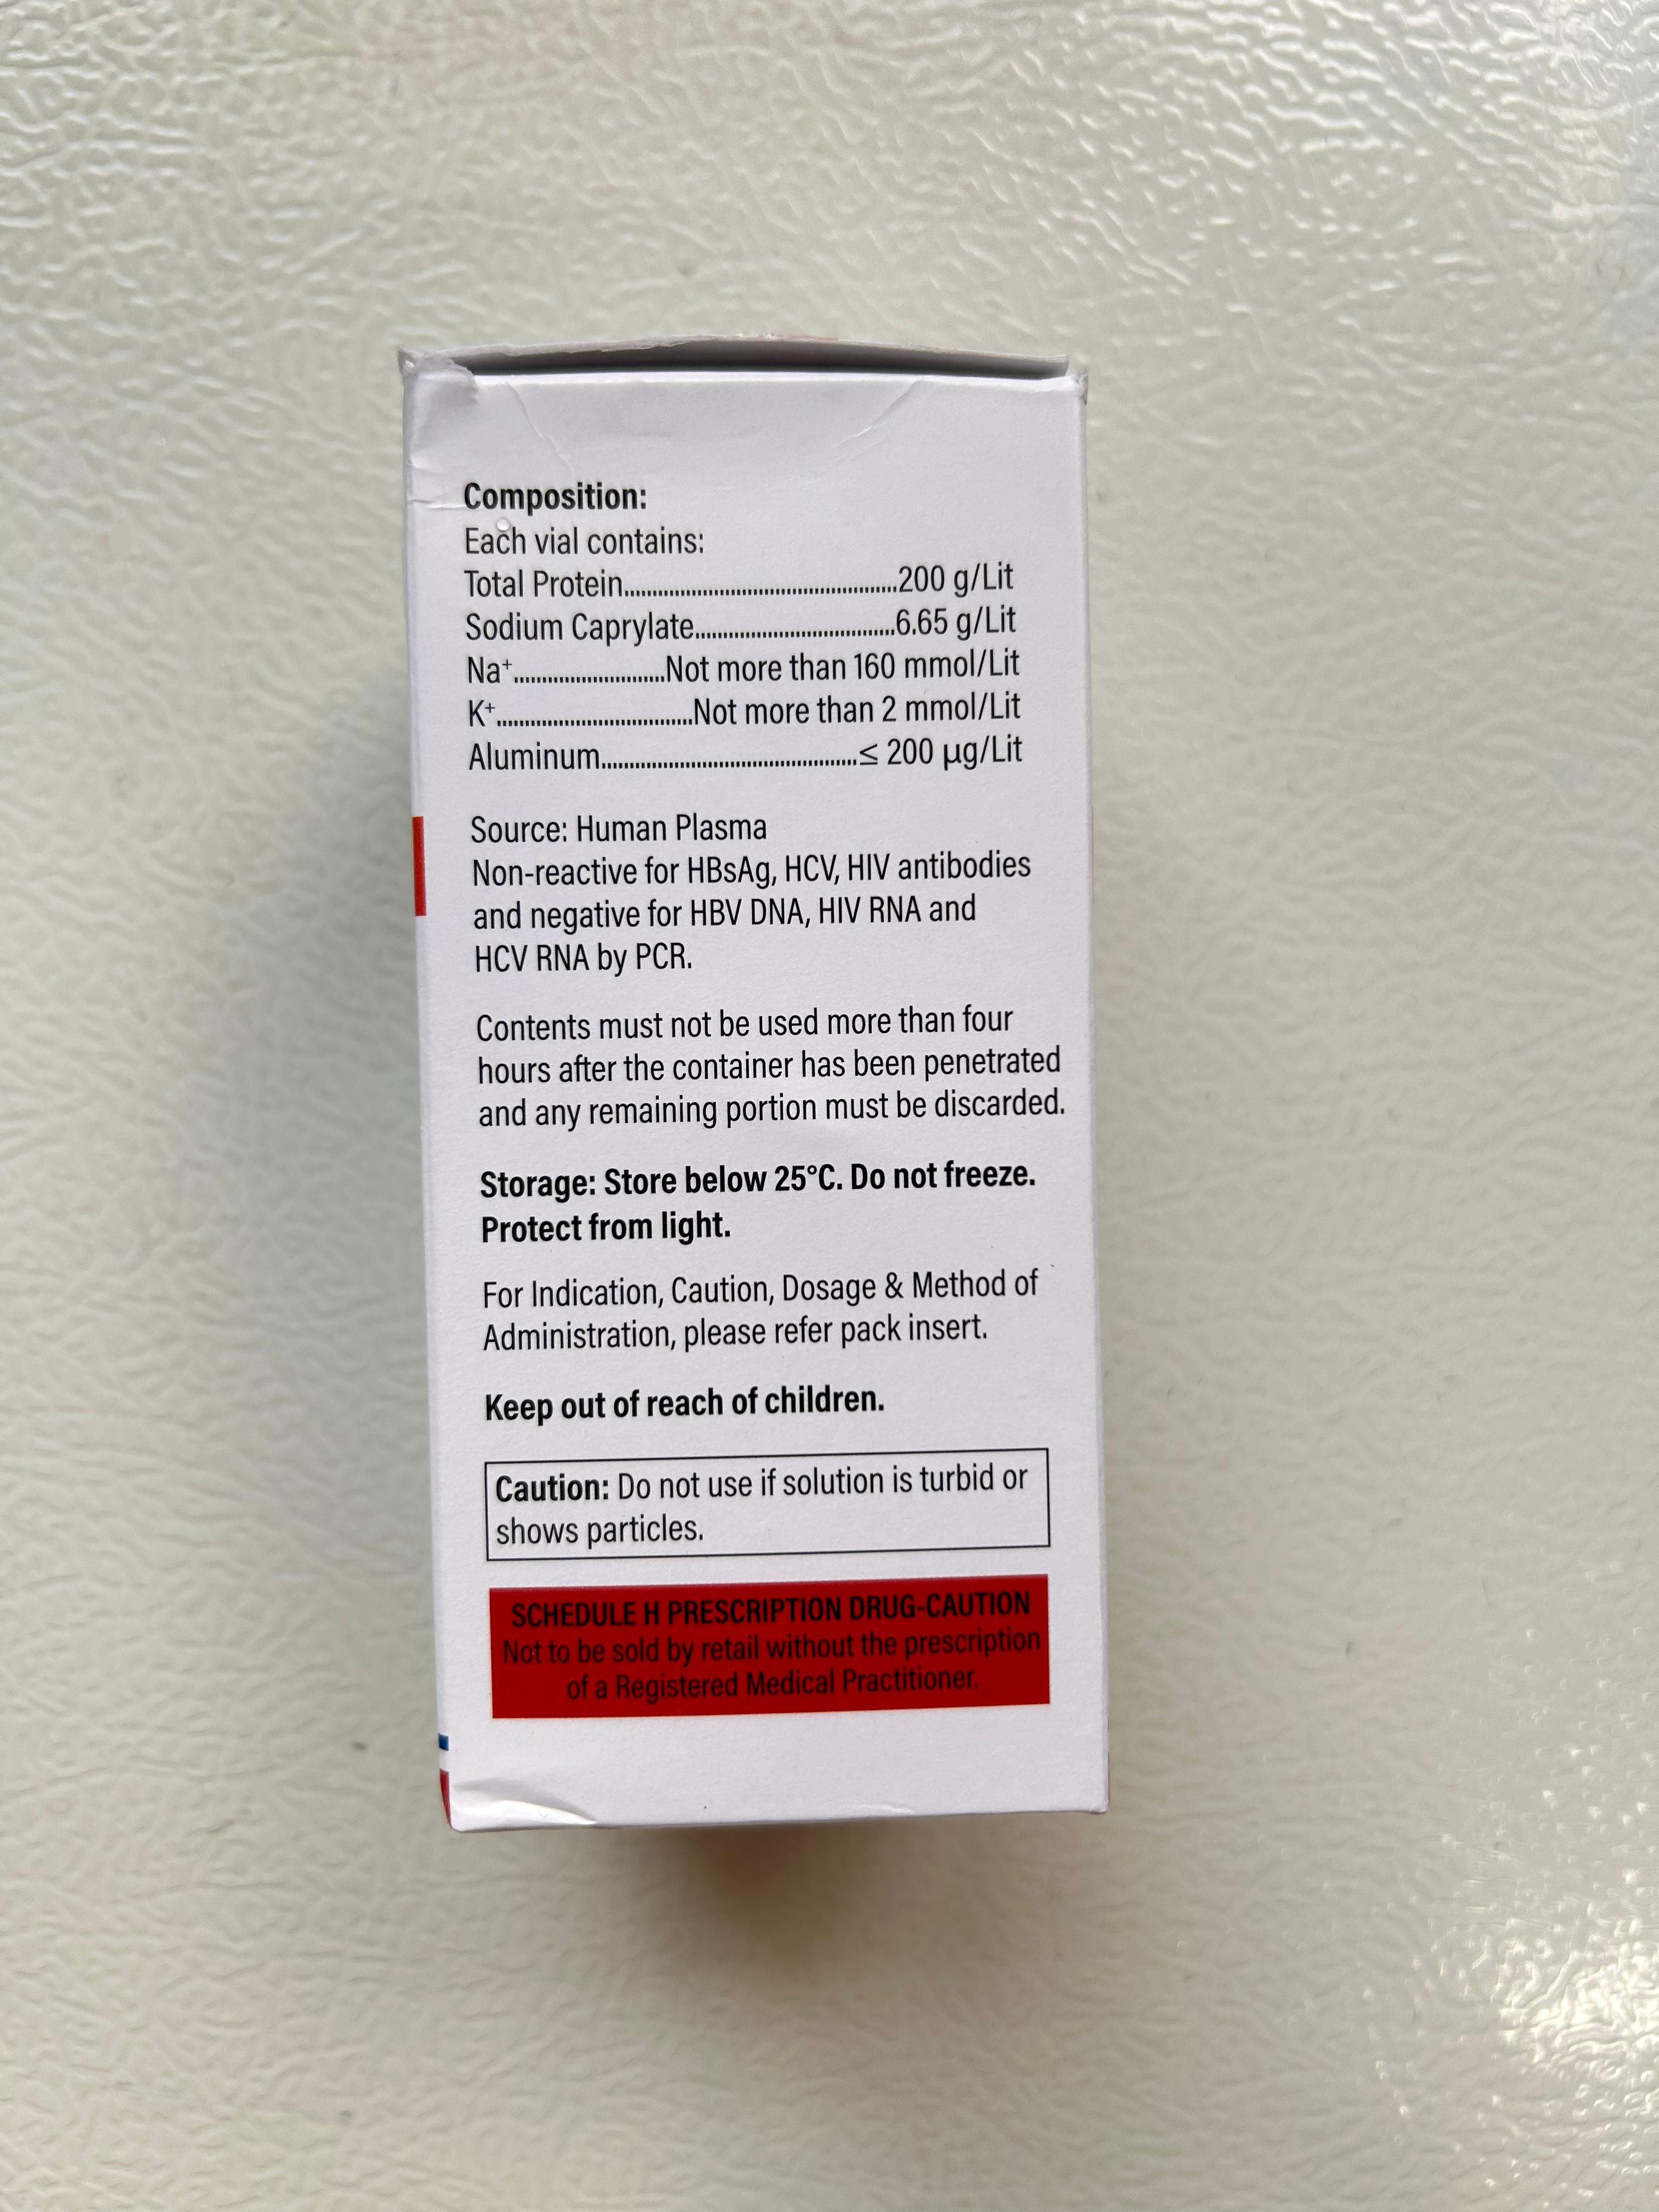 Composition:
Each vial contains:
Total Protein................................................200 g/Lit
Sodium Caprylate...................................6.65 g/Lit
Na⁺...........................Not more than 160 mmol/Lit
K⁺...................................Not more than 2 mmol/Lit
Aluminum..............................................≤ 200 µg/Lit
Source: Human Plasma
Non-reactive for HBsAg, HCV, HIV antibodies
and negative for HBV DNA, HIV RNA and
HCV RNA by PCR.
Contents must not be used more than four
hours after the container has been penetrated
and any remaining portion must be discarded.
Storage: Store below 25°C. Do not freeze.
Protect from light.
For Indication, Caution, Dosage & Method of
Administration, please refer pack insert.
Keep out of reach of children.
Caution: Do not use if solution is turbid or
shows particles.
SCHEDULE H PRESCRIPTION DRUG-CAUTION
Not to be sold by retail without the prescription
of a Registered Medical Practitioner.